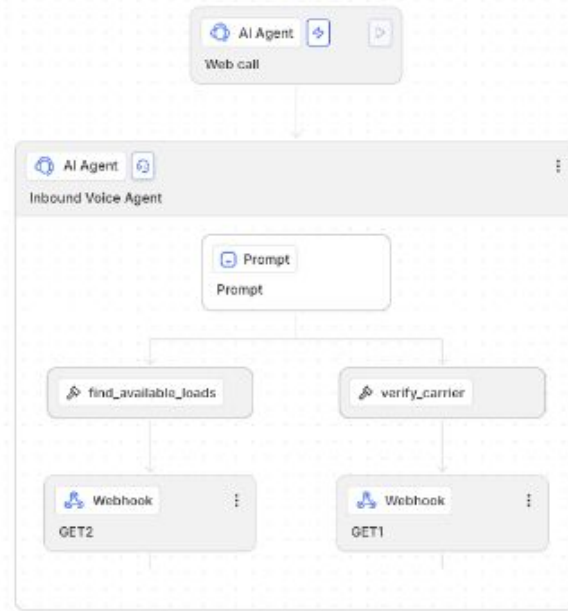 AI Agent
Web call
AI Agent
Inbound Voice Agent
Prompt
Prompt
find_available_loads
verify_carrier
Webhook
GET2
Webhook
GET1